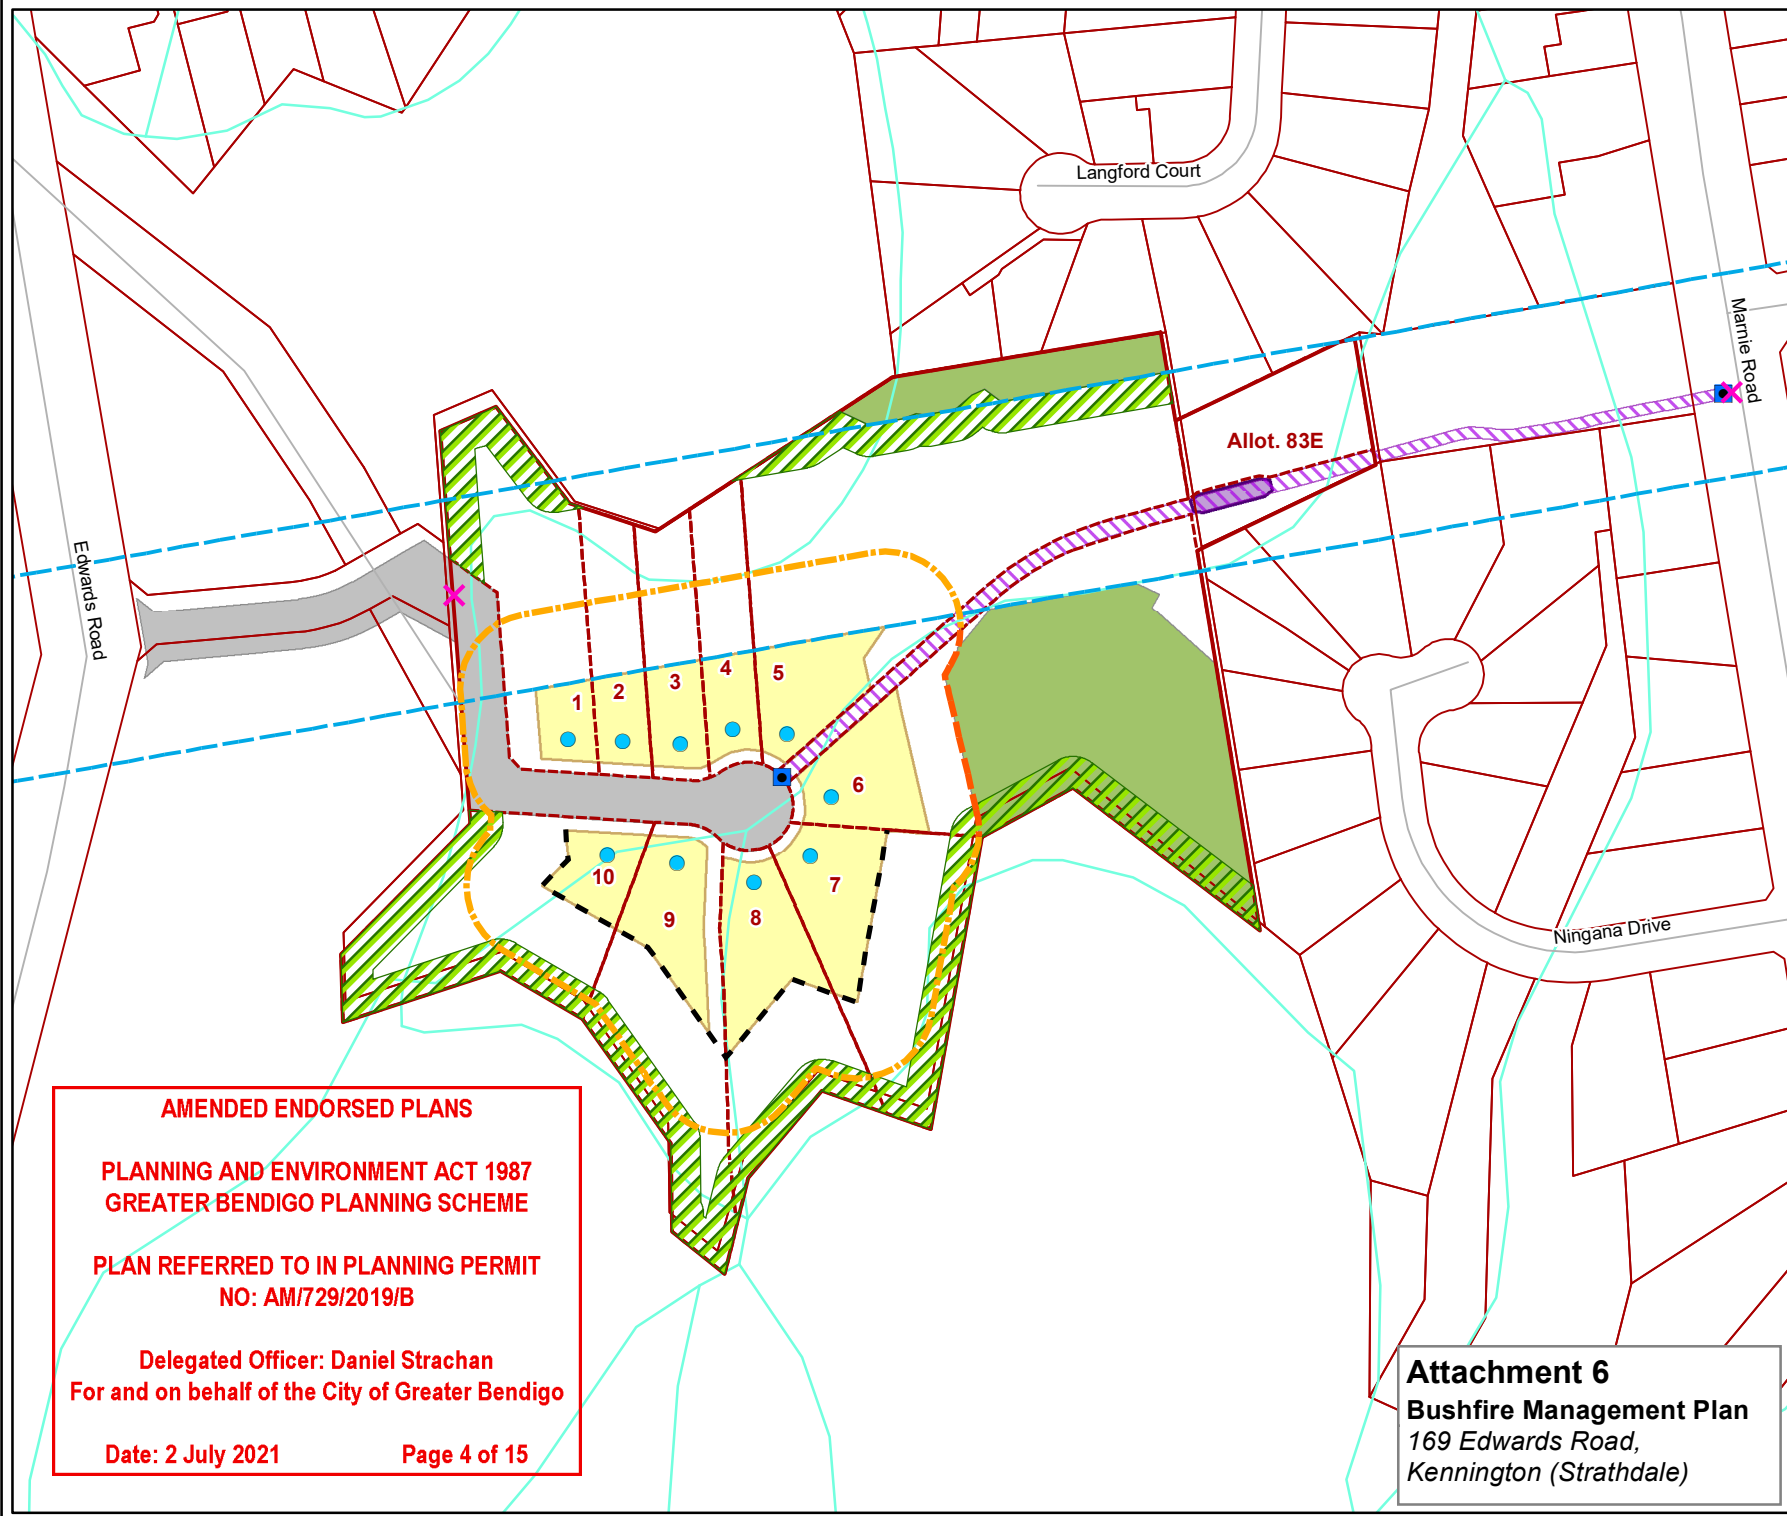 Langford Court
Marnie Road
Allot. 83E
Edwards Road
1
2
3
4
5
6
7
8
9
10
Ningana Drive
AMENDED ENDORSED PLANS
PLANNING AND ENVIRONMENT ACT 1987
GREATER BENDIGO PLANNING SCHEME
PLAN REFERRED TO IN PLANNING PERMIT
NO: AM/729/2019/B
Delegated Officer: Daniel Strachan
For and on behalf of the City of Greater Bendigo
Date: 2 July 2021 Page 4 of 15
Attachment 6
Bushfire Management Plan
169 Edwards Road,
Kennington (Strathdale)